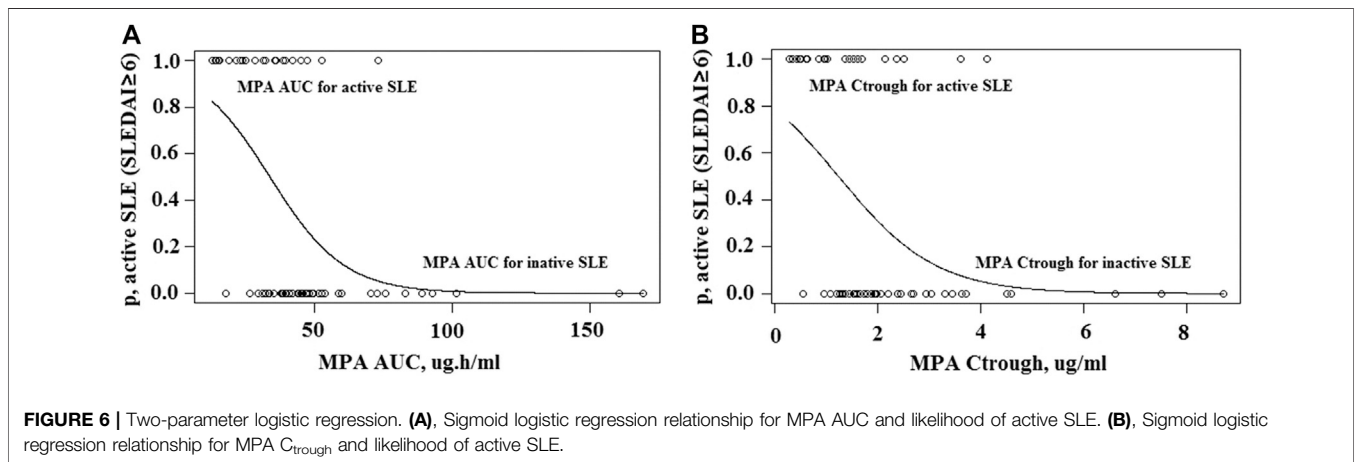 A
p, active SLE (SLEDAI≥6)
1.0
0.8
0.6
0.4
0.2
0.0
MPA AUC for active SLE
MPA AUC for inative SLE
50
100
150
MPA AUC, ug.h/ml
B
p, active SLE (SLEDAI≥6)
1.0
0.8
0.6
0.4
0.2
0.0
MPA Ctrough for active SLE
MPA Ctrough for inactive SLE
0
2
4
6
8
MPA Ctrough, ug/ml
FIGURE 6 | Two-parameter logistic regression. (A), Sigmoid logistic regression relationship for MPA AUC and likelihood of active SLE. (B), Sigmoid logistic
regression relationship for MPA Ctrough and likelihood of active SLE.